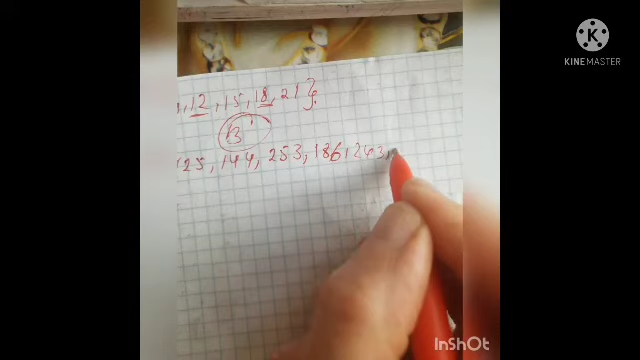 , 12, 15, 18, 21}.
B
125, 144, 253, 186, 243,
K
KINEMASTER
InShOt